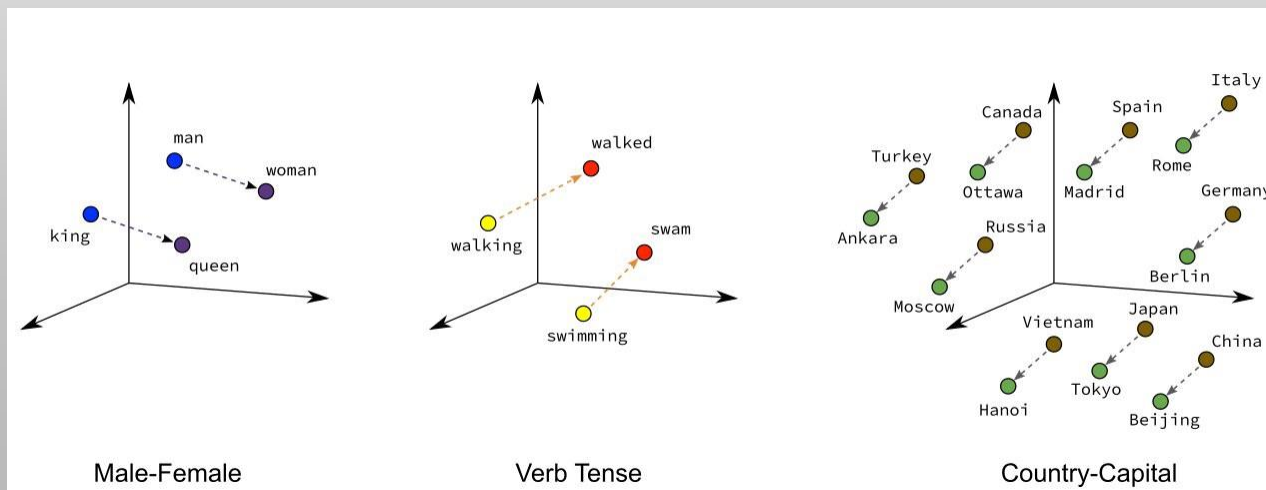 man
woman
king
queen
Male-Female
walked
walking
swam
swimming
Verb Tense
Italy
Canada
Spain
Rome
Turkey
Ottawa
Madrid
Germany
Ankara
Russia
Berlin
Moscow
Vietnam
Japan
China
Tokyo
Hanoi
Beijing
Country-Capital